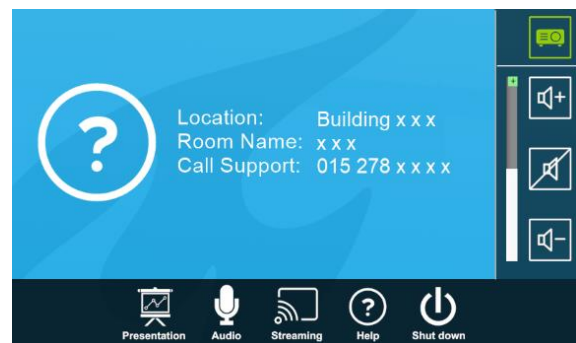 ?
Location: Building x x x
Room Name: x x x
Call Support: 015 278 x x x x
Presentation
Audio
Streaming
?
Help
Shut down